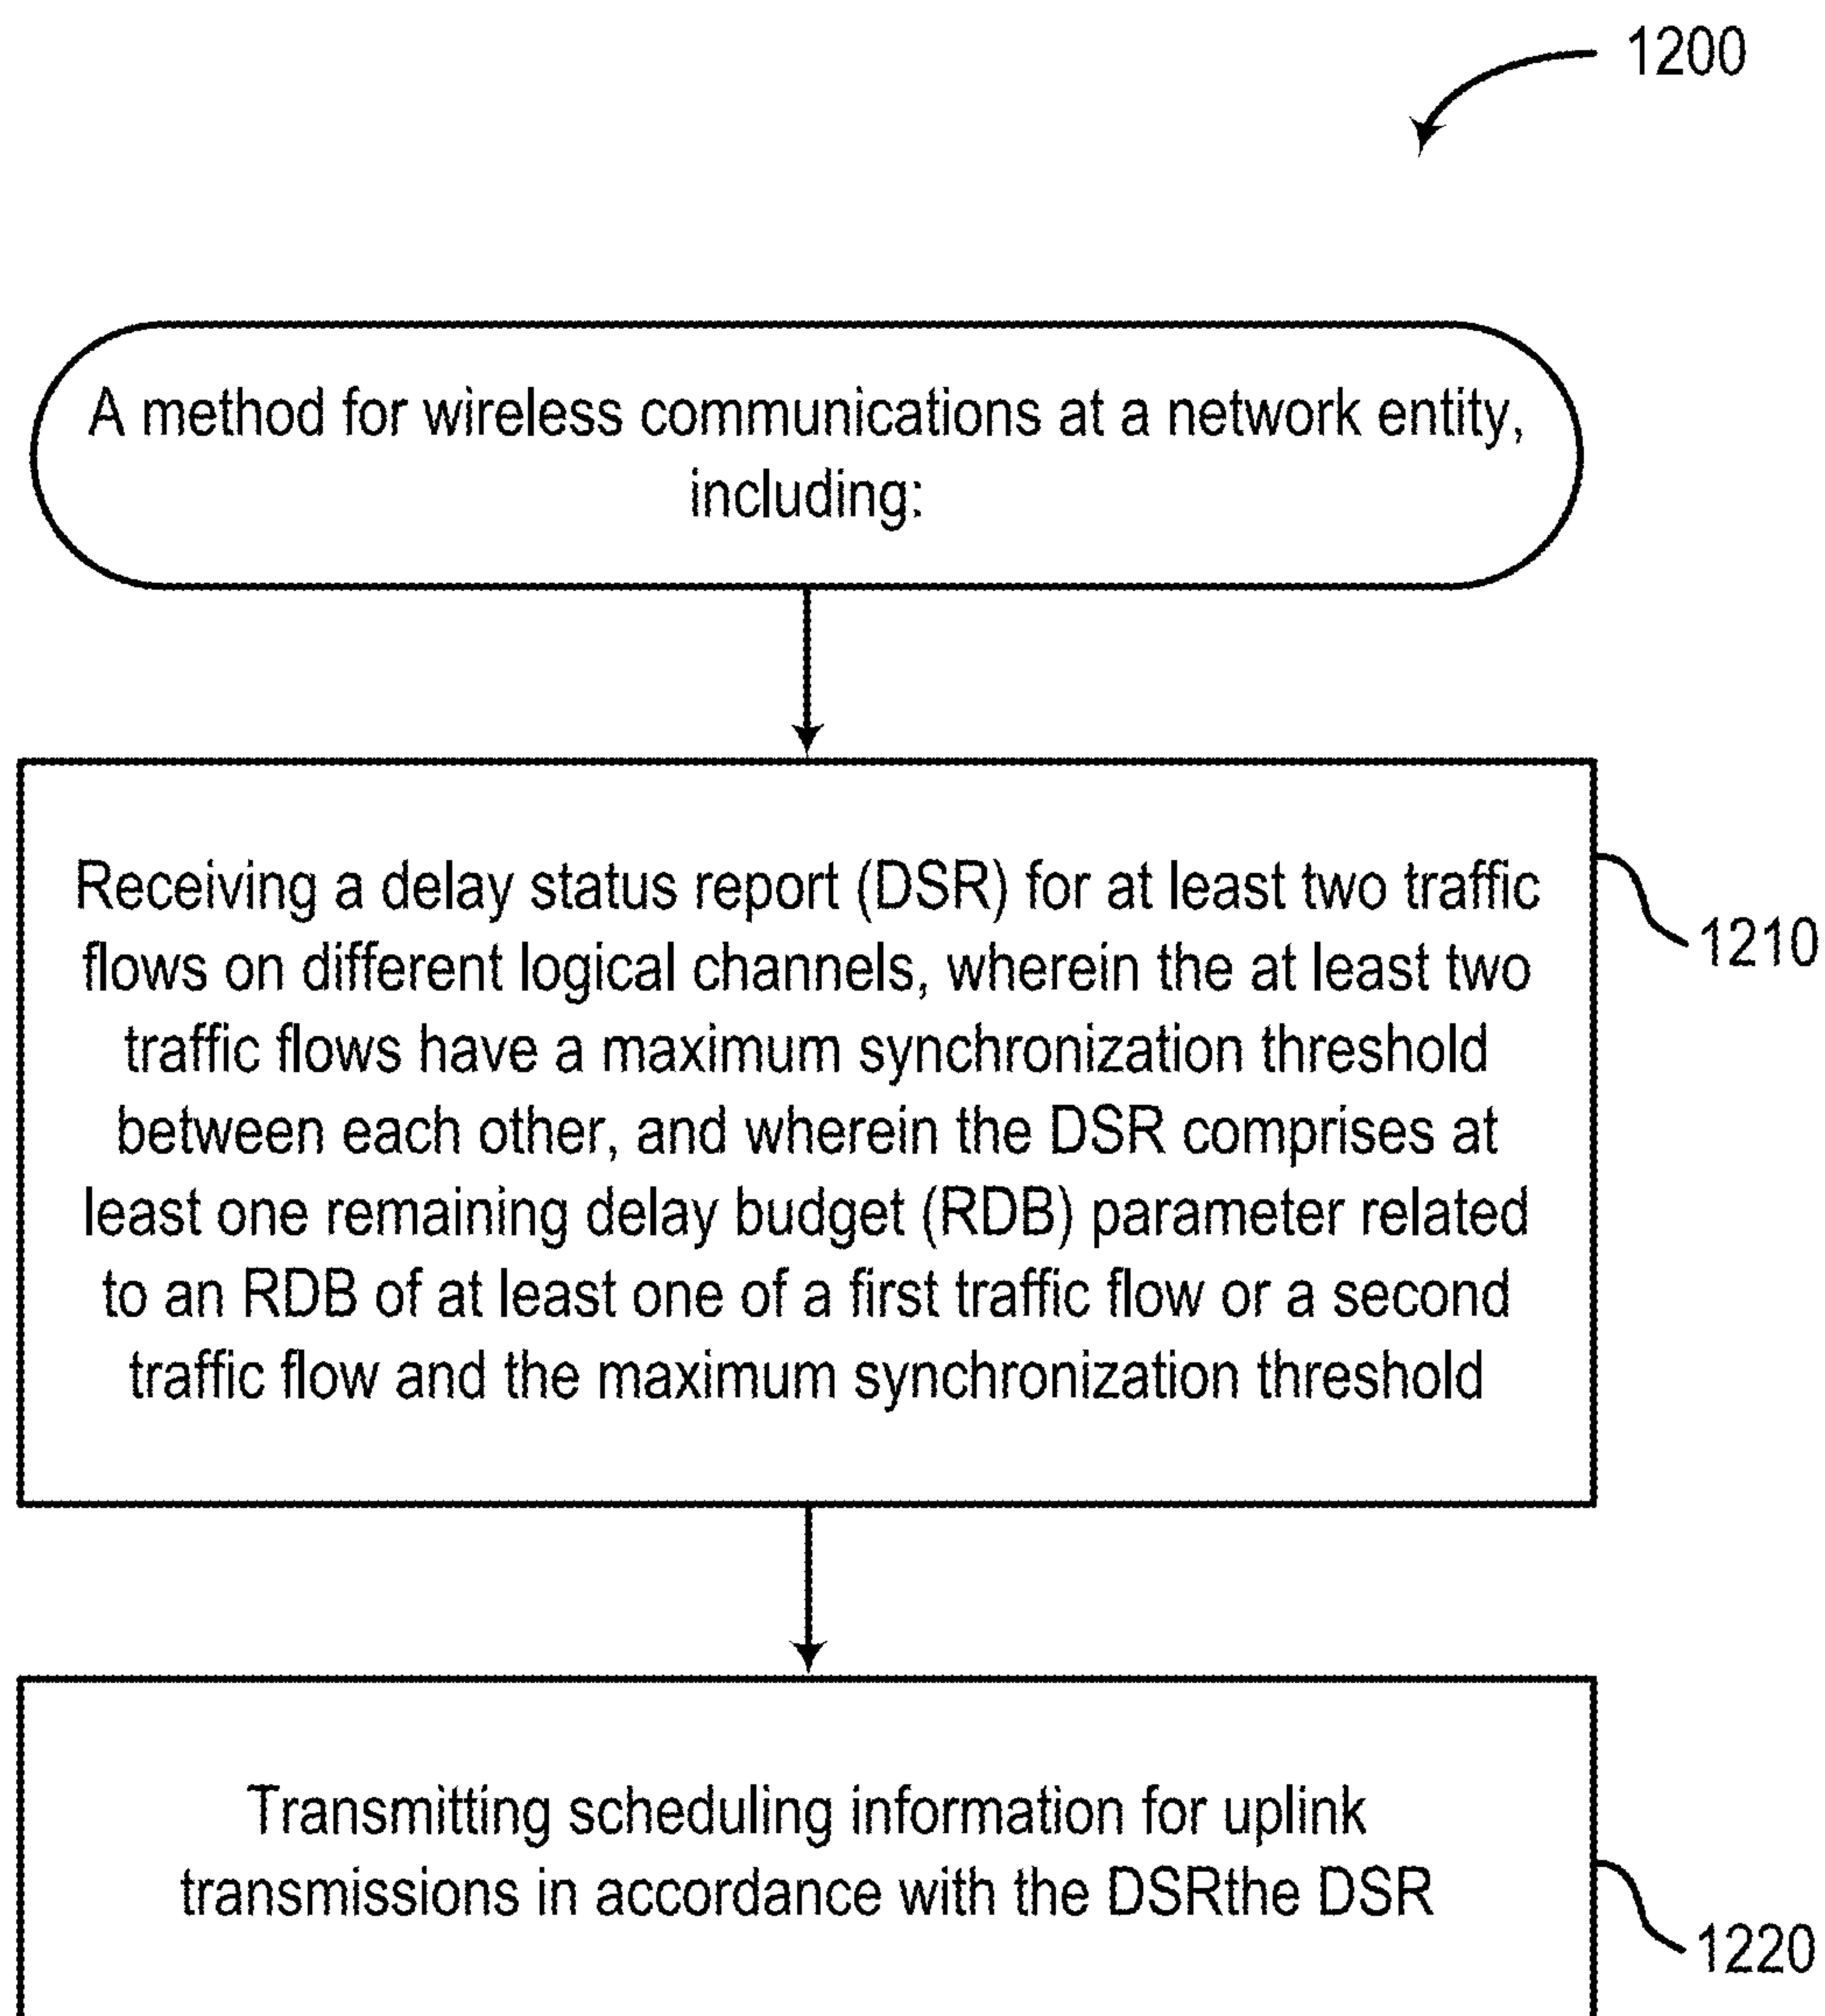 1200
A method for wireless communications at a network entity,
including:
Receiving a delay status report (DSR) for at least two traffic
flows on different logical channels, wherein the at least two
traffic flows have a maximum synchronization threshold
between each other, and wherein the DSR comprises at
least one remaining delay budget (RDB) parameter related
to an RDB of at least one of a first traffic flow or a second
traffic flow and the maximum synchronization threshold
1210
Transmitting scheduling information for uplink
transmissions in accordance with the DSRthe DSR
1220